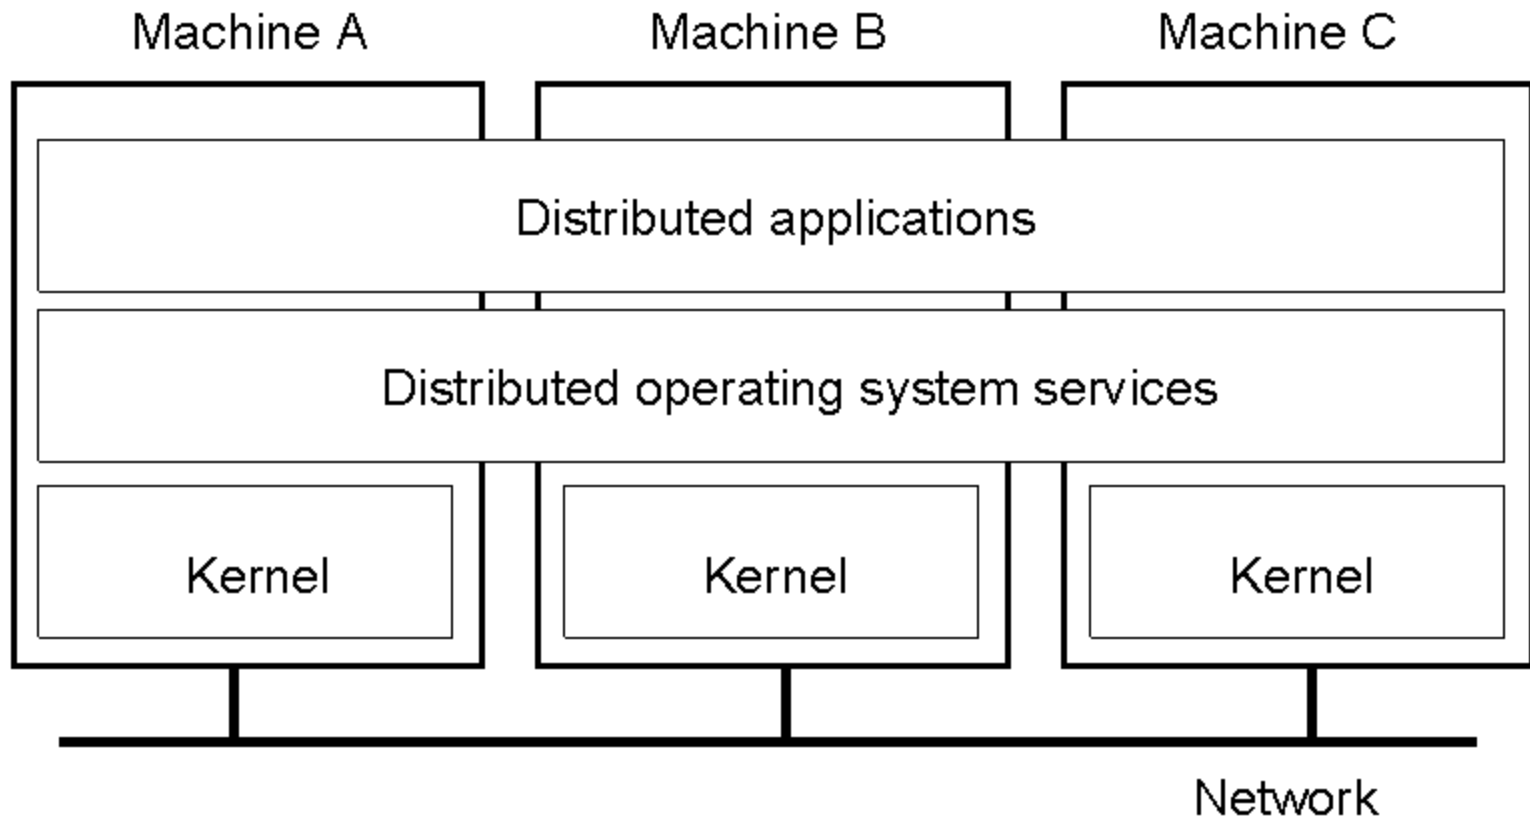 Machine A
Machine B
Machine C
Distributed applications
Distributed operating system services
Kernel
Kernel
Kernel
Network